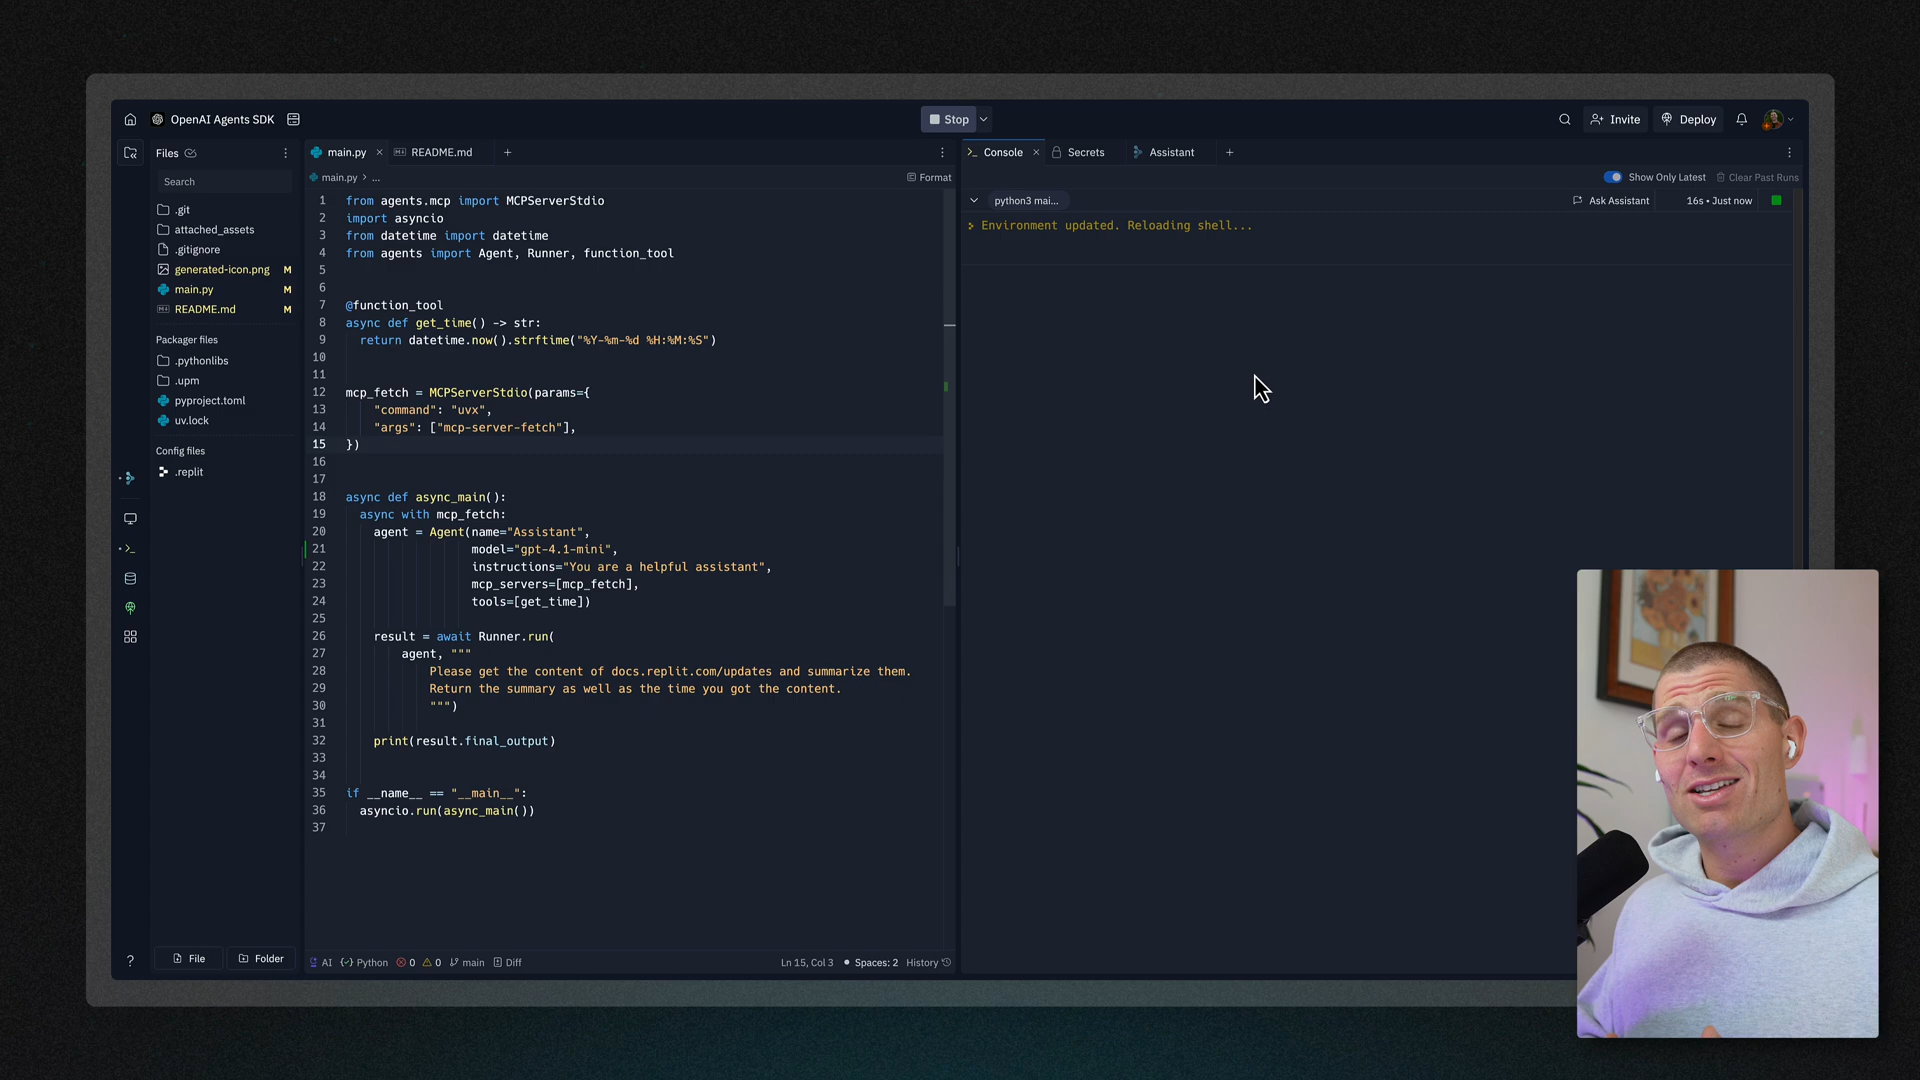 OpenAI Agents SDK
Stop
Invite
Deploy
Files
Search
.git
attached_assets
.gitignore
generated-icon.png M
main.py M
README.md M
Packager files
.pythonlibs
.upm
pyproject.toml
uv.lock
Config files
.replit
File
Folder
main.py
README.md
main.py > ...
Format
1 from agents.mcp import MCPServerStdio
2 import asyncio
3 from datetime import datetime
4 from agents import Agent, Runner, function_tool
5
6
7 @function_tool
8 async def get_time() -> str:
9 return datetime.now().strftime("%Y-%m-%d %H:%M:%S")
10
11
12 mcp_fetch = MCPServerStdio(params={
13 "command": "uvx",
14 "args": ["mcp-server-fetch"],
15 })
16
17
18 async def async_main():
19 async with mcp_fetch:
20 agent = Agent(name="Assistant",
21 model="gpt-4.1-mini",
22 instructions="You are a helpful assistant",
23 mcp_servers=[mcp_fetch],
24 tools=[get_time])
25
26 result = await Runner.run(
27 agent, """
28 Please get the content of docs.replit.com/updates and summarize them.
29 Return the summary as well as the time you got the content.
30 """)
31
32 print(result.final_output)
33
34
35 if __name__ == "__main__":
36 asyncio.run(async_main())
37
AI Python 0 0 main Diff
Ln 15, Col 3 • Spaces: 2 History
Console
Secrets
Assistant
Show Only Latest
Clear Past Runs
python3 mai...
Ask Assistant
16s • Just now
Environment updated. Reloading shell...